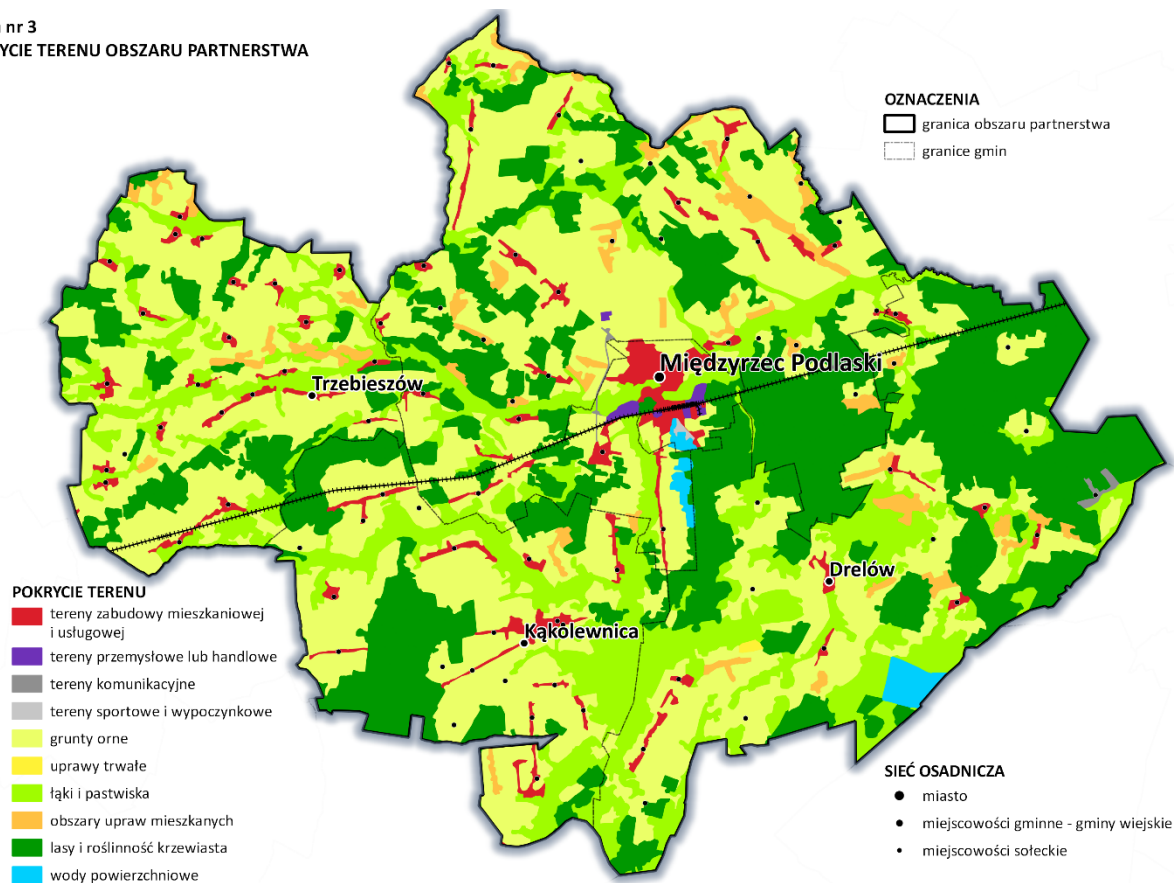 nr 3
YCIE TERENU OBSZARU PARTNERSTWA
OZNACZENIA
granica obszaru partnerstwa
granice gmin
Międzyrzec Podlaski
Trzebieszów
Drelów
Kąkolewnica
POKRYCIE TERENU
tereny zabudowy mieszkaniowej
i usługowej
tereny przemysłowe lub handlowe
tereny komunikacyjne
tereny sportowe i wypoczynkowe
grunty orne
uprawy trwałe
łąki i pastwiska
obszary upraw mieszkanych
lasy i roślinność krzewiasta
wody powierzchniowe
SIEĆ OSADNICZA
miasto
miejscowości gminne - gminy wiejskie
miejscowości sołeckie